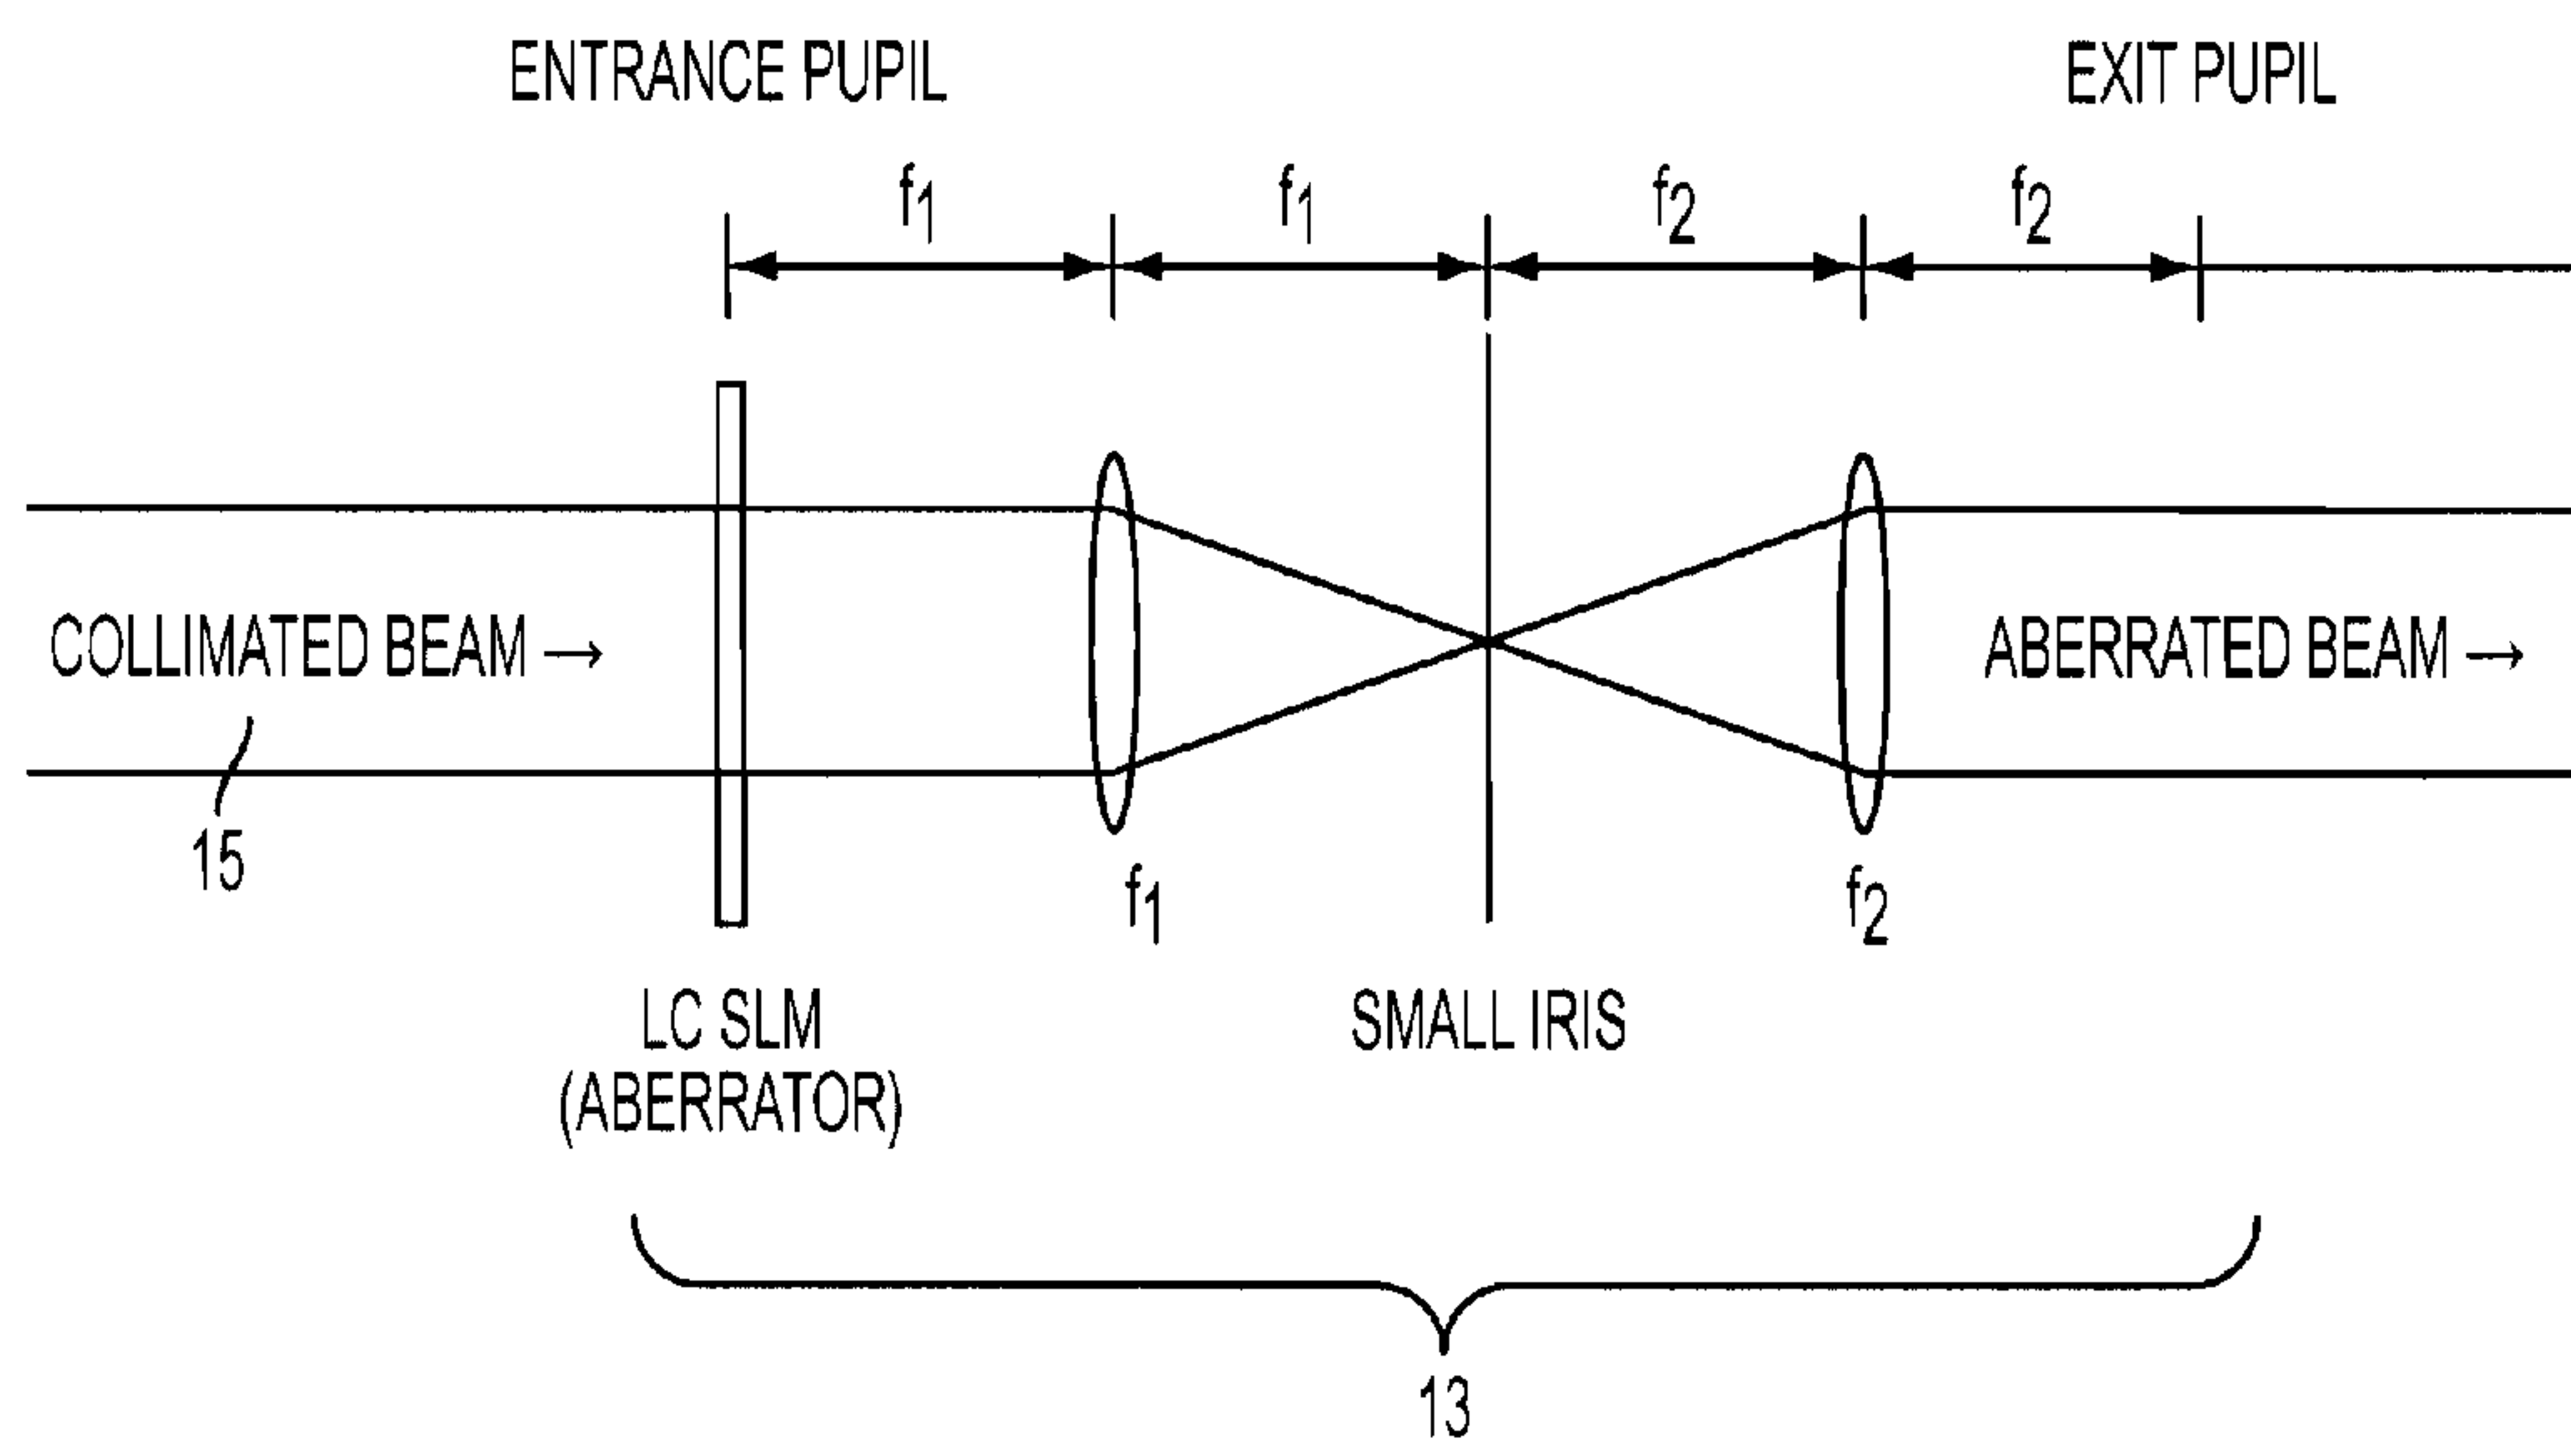 ENTRANCE PUPIL
EXIT PUPIL
f1
f1
f2
f2
COLLIMATED BEAM →
ABERRATED BEAM →
15
f1
f2
LC SLM
(ABERRATOR)
SMALL IRIS
13